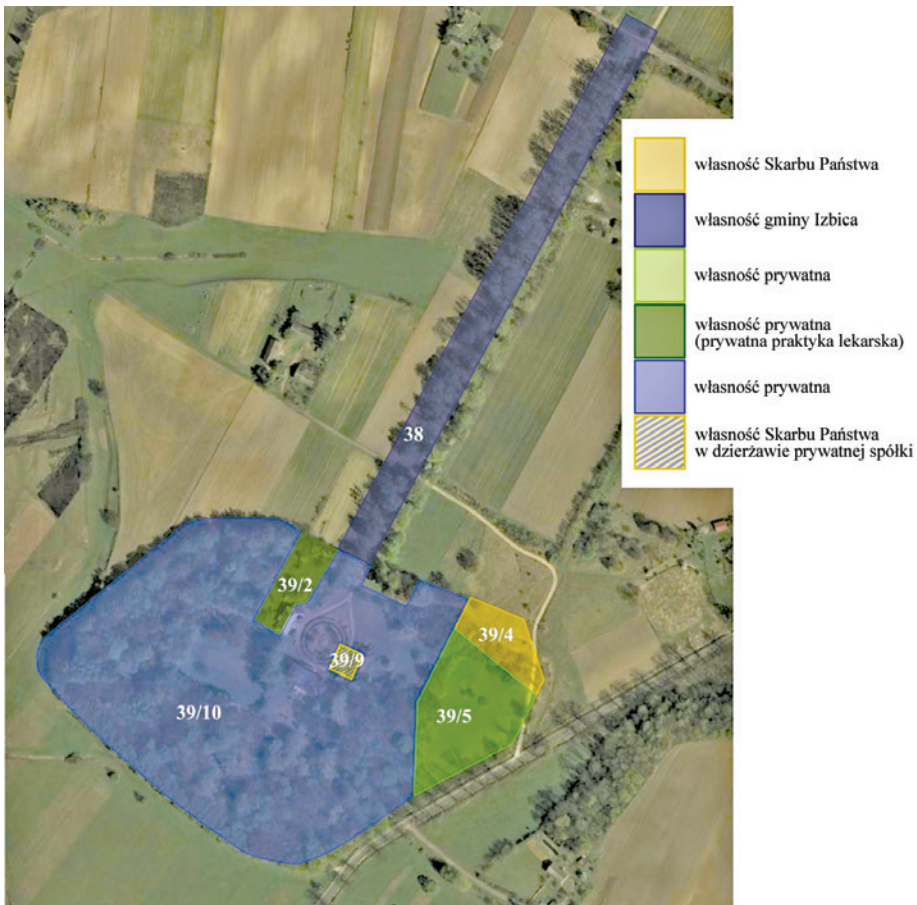 własność Skarbu Państwa
własność gminy Izbica
własność prywatna
własność prywatna
(prywatna praktyka lekarska)
własność prywatna
własność Skarbu Państwa
w dzierżawie prywatnej spółki
38
39/2
39/4
39/9
39/5
39/10